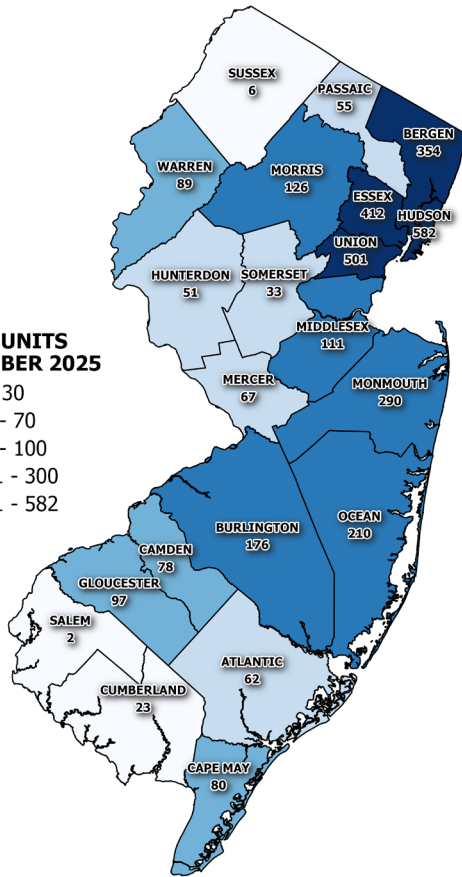 SUSSEX
6
PASSAIC
55
BERGEN
354
WARREN
89
MORRIS
126
ESSEX
412
HUDSON
582
UNION
501
HUNTERDON
51
SOMERSET
33
UNITS
BER 2025
30
- 70
- 100
- 300
- 582
MIDDLESEX
111
MERCER
67
MONMOUTH
290
BURLINGTON
176
OCEAN
210
CAMDEN
78
GLOUCESTER
97
SALEM
2
ATLANTIC
62
CUMBERLAND
23
CAPE MAY
80